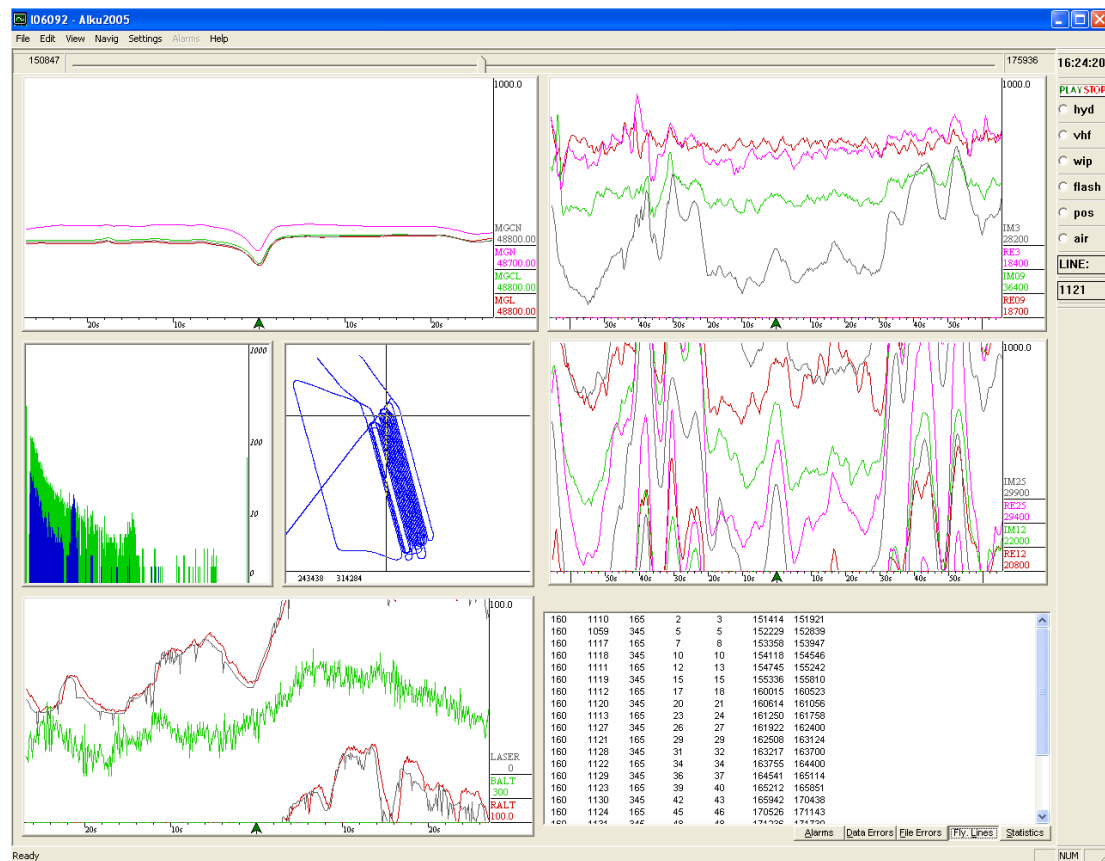 I06092 - Alku2005
File Edit View Navig Settings Alarms Help
150847 175936 16:24:20
PLAY STOP
hyd
vhf
wip
flash
pos
air
LINE:
1121
1000.0
MGCN
48800.00
MGN
48700.00
MGCL
48800.00
MGL
48800.00
20s 10s 10s 20s
1000.0
IM3
28200
RE3
18400
IM09
36400
RE09
18700
50s 40s 30s 20s 10s 10s 20s 30s 40s 50s
1000
100
10
0
243438 314284
1000.0
IM25
29900
RE25
29400
IM12
22000
RE12
20800
50s 40s 30s 20s 10s 10s 20s 30s 40s 50s
100.0
LASER
0
BALT
300
RALT
100.0
20s 10s 10s 20s
160 1110 165 2 3 151414 151921
160 1059 345 5 5 152229 152839
160 1117 165 7 8 153358 153947
160 1118 345 10 10 154118 154546
160 1111 165 12 13 154745 155242
160 1119 345 15 15 155336 155810
160 1112 165 17 18 160015 160523
160 1120 345 20 21 160614 161056
160 1113 165 23 24 161250 161758
160 1127 345 26 27 161922 162400
160 1121 165 29 29 162508 163124
160 1128 345 31 32 163217 163700
160 1122 165 34 34 163755 164400
160 1129 345 36 37 164541 165114
160 1123 165 39 40 165212 165851
160 1130 345 42 43 165942 170438
160 1124 165 45 46 170526 171143
160 1131 345 48 48 171236 171739
Alarms Data Errors File Errors Fly. Lines Statistics
Ready NUM